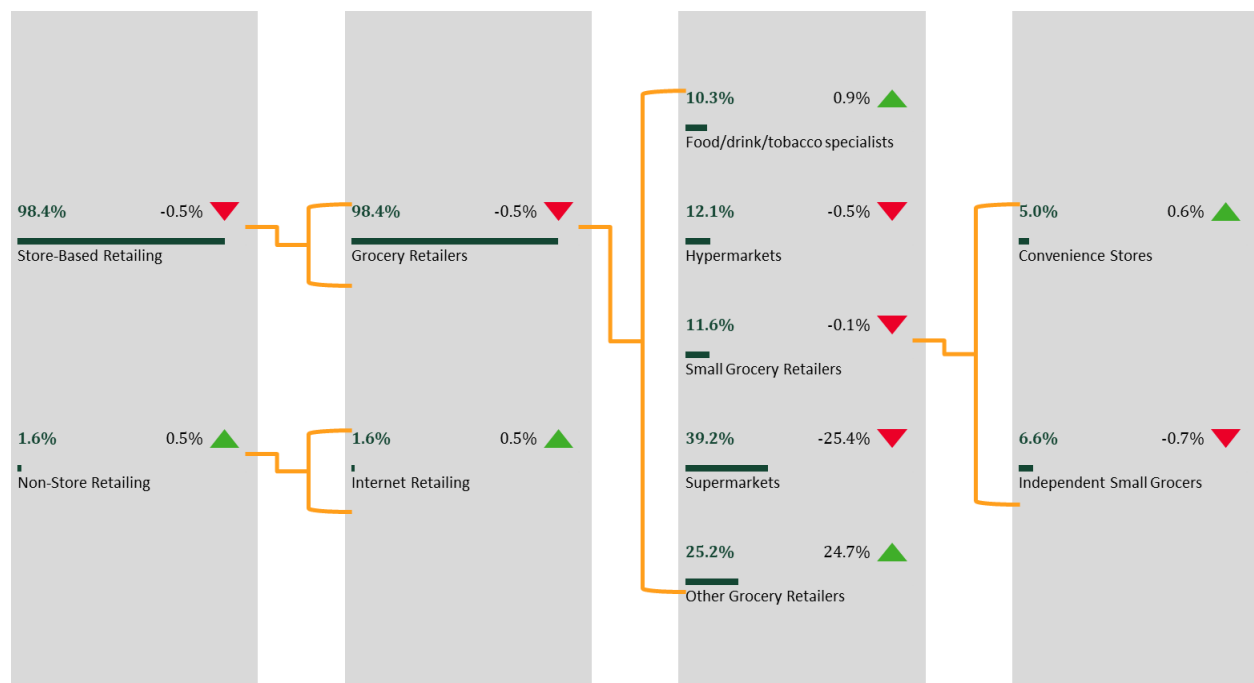 98.4% -0.5%
Store-Based Retailing
1.6% 0.5%
Non-Store Retailing
98.4% -0.5%
Grocery Retailers
1.6% 0.5%
Internet Retailing
10.3% 0.9%
Food/drink/tobacco specialists
12.1% -0.5%
Hypermarkets
11.6% -0.1%
Small Grocery Retailers
39.2% -25.4%
Supermarkets
25.2% 24.7%
Other Grocery Retailers
5.0% 0.6%
Convenience Stores
6.6% -0.7%
Independent Small Grocers